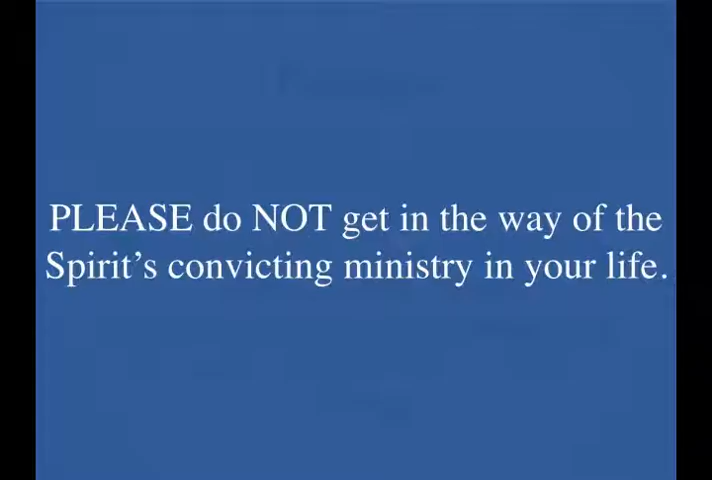 PLEASE do NOT get in the way of the
Spirit’s convicting ministry in your life.